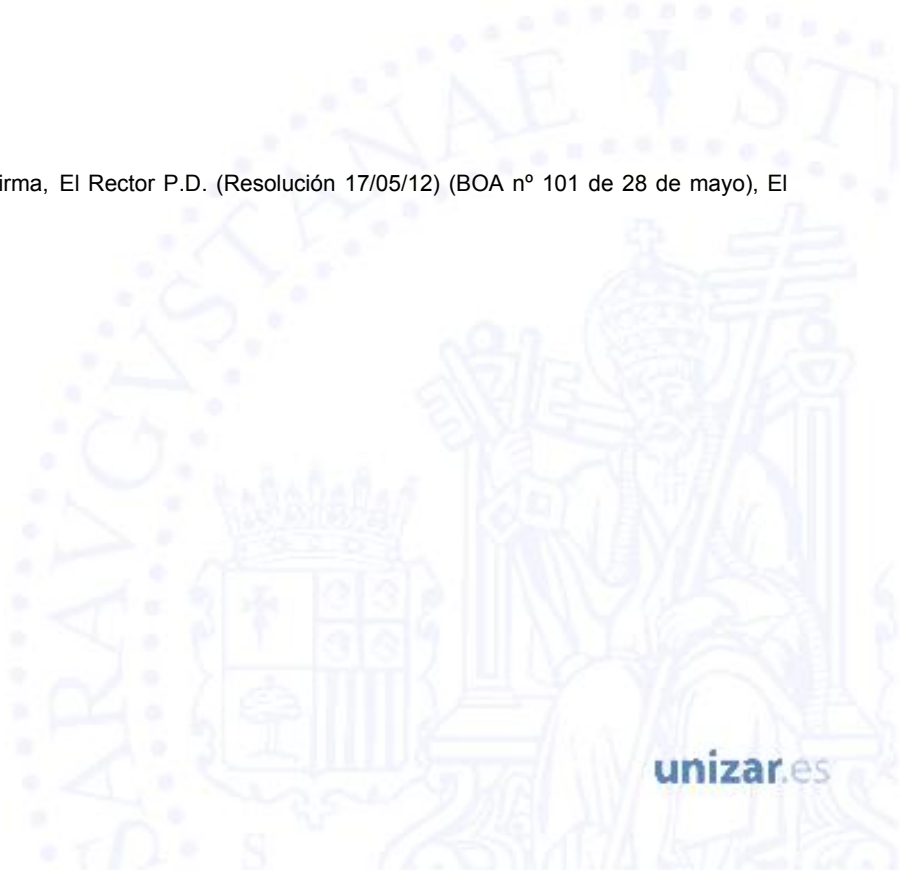 irma, El Rector P.D. (Resolución 17/05/12) (BOA nº 101 de 28 de mayo), El
unizar.es